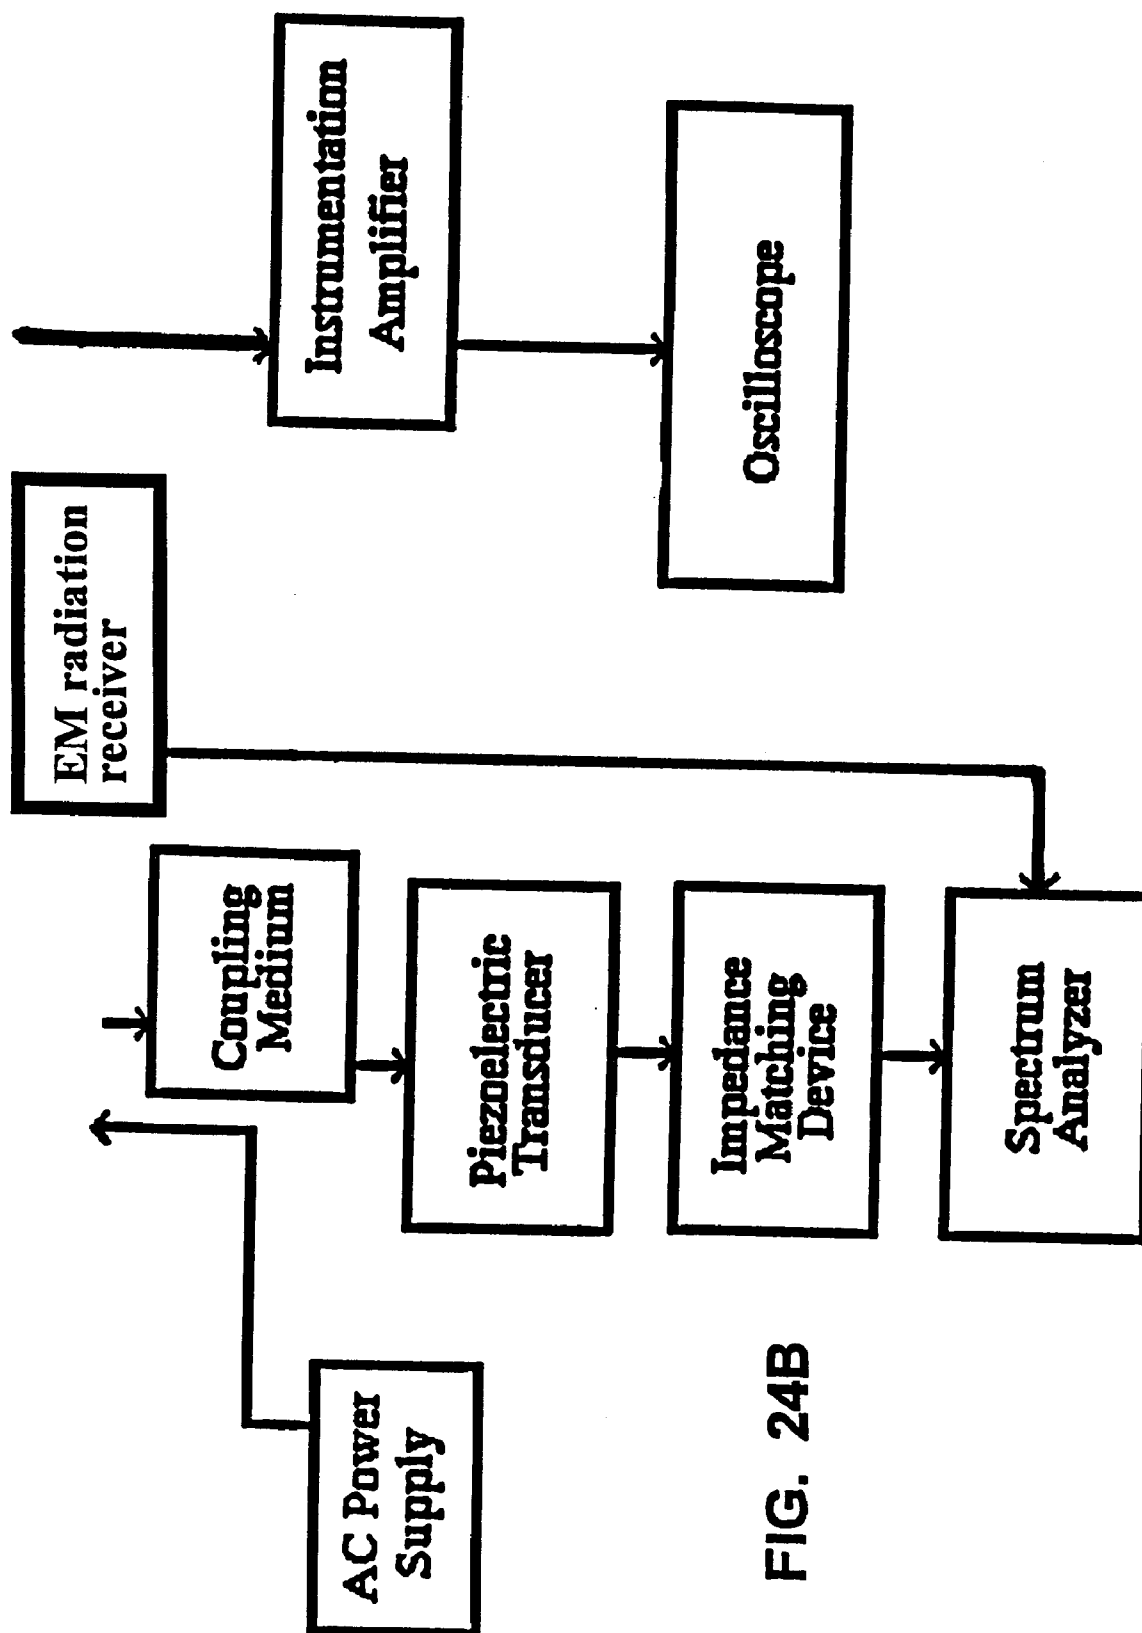 Instrumentation
Amplifier
Oscilloscope
EM radiation
receiver
Coupling
Medium
Piezoelectric
Transducer
Impedance
Matching
Device
Spectrum
Analyzer
AC Power
Supply
FIG. 24B